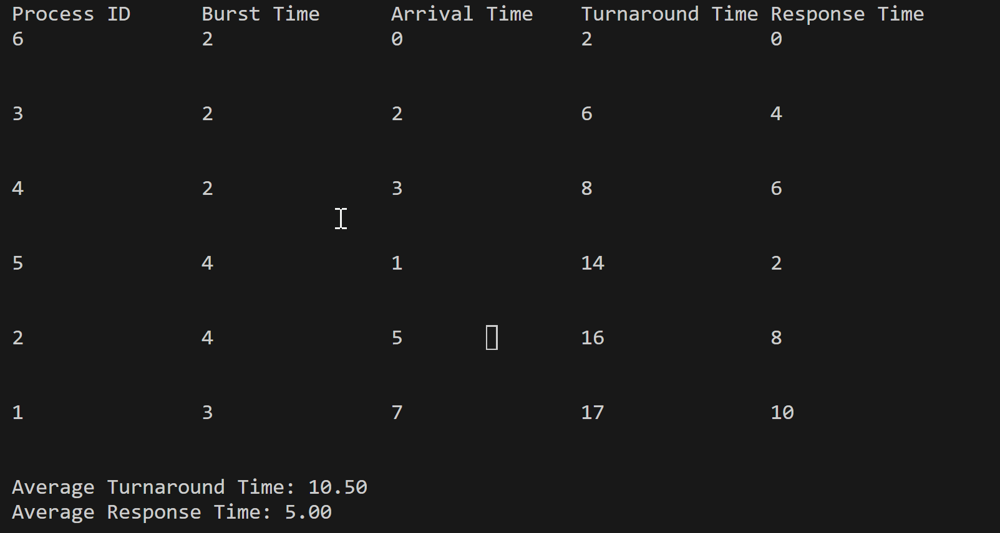 Process ID Burst Time Arrival Time Turnaround Time Response Time
6 2 0 2 0
3 2 2 6 4
4 2 3 8 6
5 4 1 14 2
2 4 5 16 8
1 3 7 17 10
Average Turnaround Time: 10.50
Average Response Time: 5.00